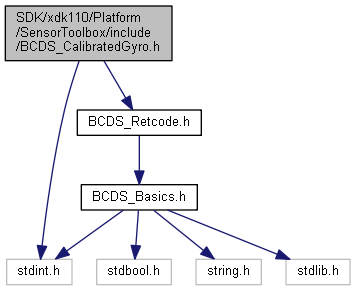 SDK/xdk110/Platform
/SensorToolbox/include
/BCDS_CalibratedGyro.h
BCDS_Retcode.h
BCDS_Basics.h
stdint.h
stdbool.h
string.h
stdlib.h